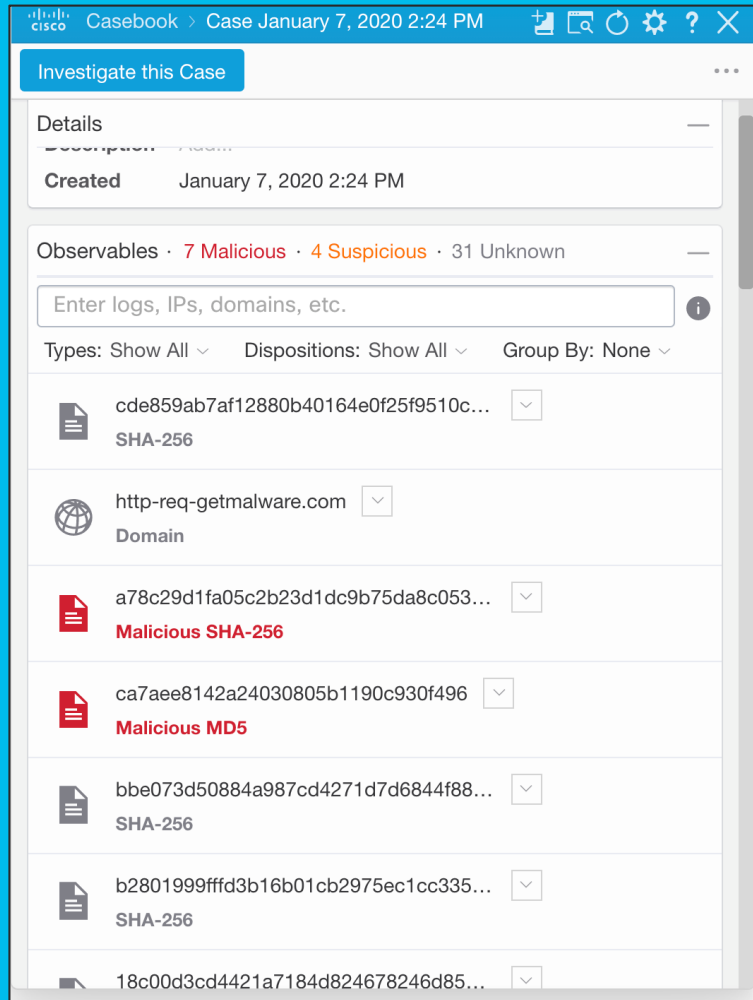 cisco Casebook > Case January 7, 2020 2:24 PM ?
Investigate this Case
Details
Description Add...
Created January 7, 2020 2:24 PM
Observables · 7 Malicious · 4 Suspicious · 31 Unknown
Enter logs, IPs, domains, etc.
Types: Show All Dispositions: Show All Group By: None
cde859ab7af12880b40164e0f25f9510c...
SHA-256
http-req-getmalware.com
Domain
a78c29d1fa05c2b23d1dc9b75da8c053...
Malicious SHA-256
ca7aee8142a24030805b1190c930f496
Malicious MD5
bbe073d50884a987cd4271d7d6844f88...
SHA-256
b2801999fffd3b16b01cb2975ec1cc335...
SHA-256
18c00d3cd4421a7184d824678246d85...